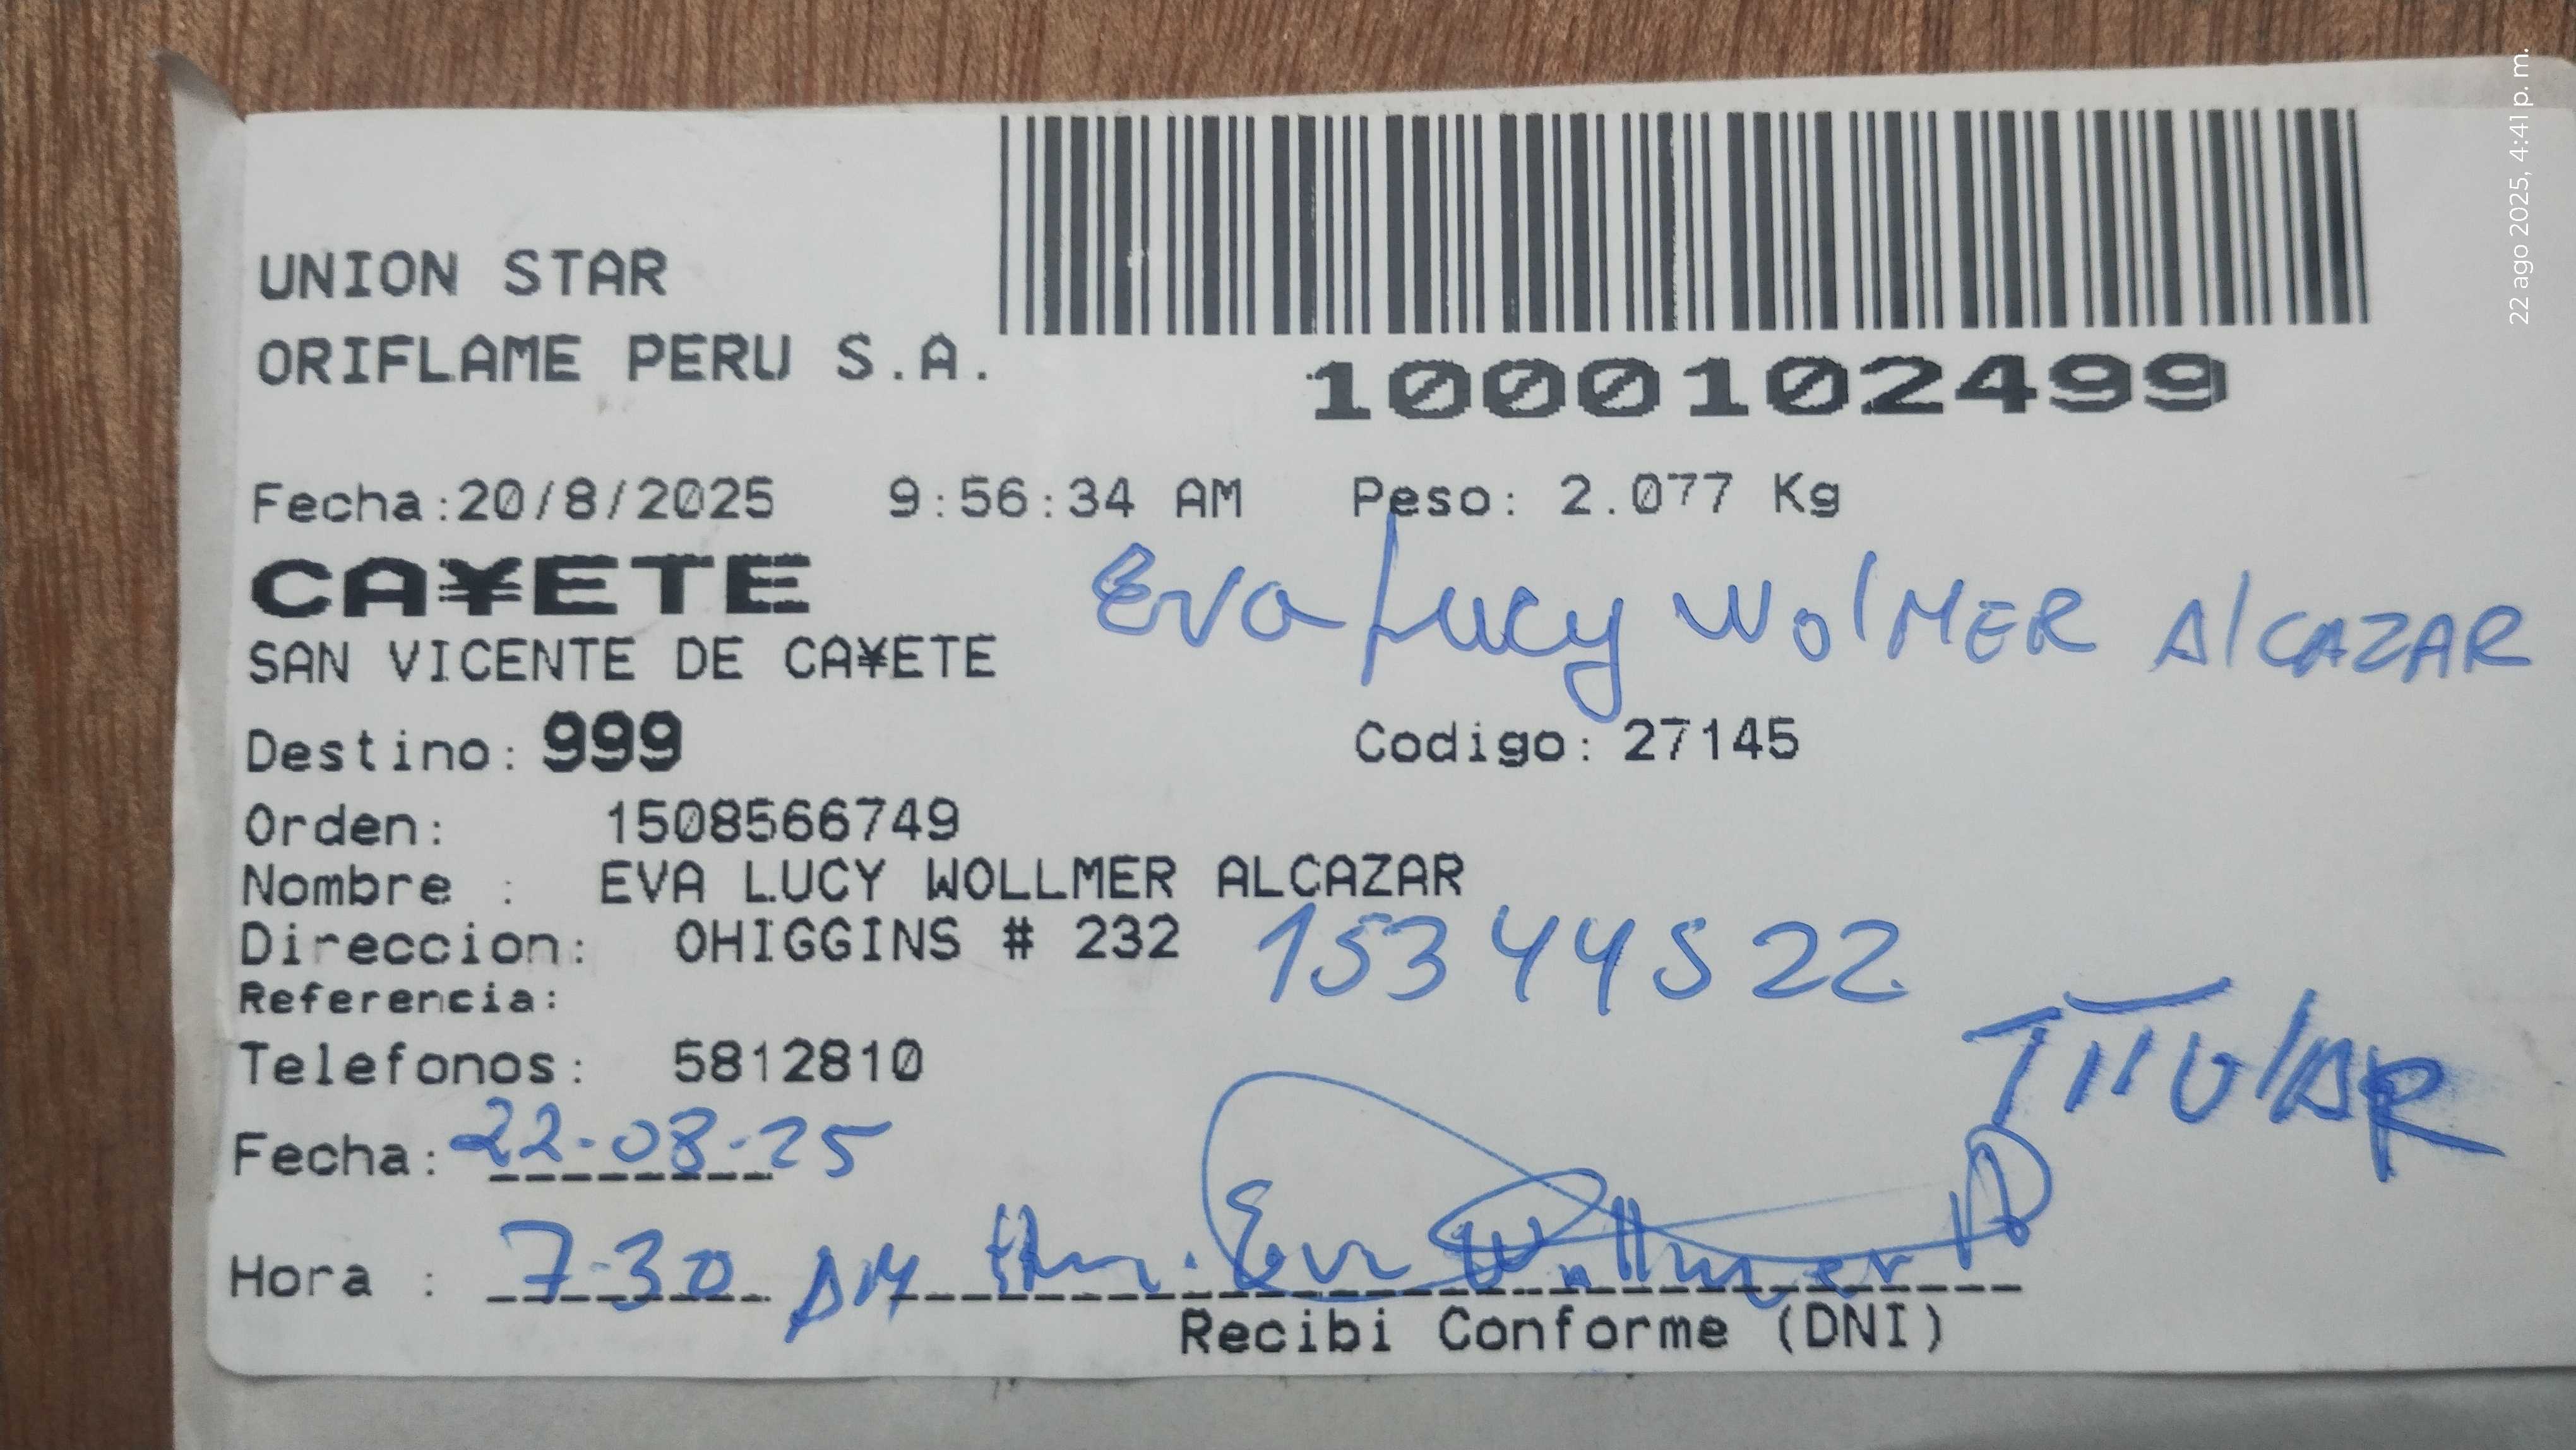 UNION STAR
ORIFLAME PERU S.A.
1000102499
Fecha:20/8/2025 9:56:34 AM Peso: 2.077 Kg
CA¥ETE
Eva Lucy WolMER AlCAZAR
SAN VICENTE DE CA¥ETE
Destino: 999 Codigo: 27145
Orden: 1508566749
Nombre : EVA LUCY WOLLMER ALCAZAR
Direccion: OHIGGINS # 232
15344522
Referencia:
TITULAR
Telefonos: 5812810
Fecha: 22-08-25
Hora : 7-30 AM Eva Wollmer A
Recibi Conforme (DNI)
22 ago 2025, 4:41 p. m.